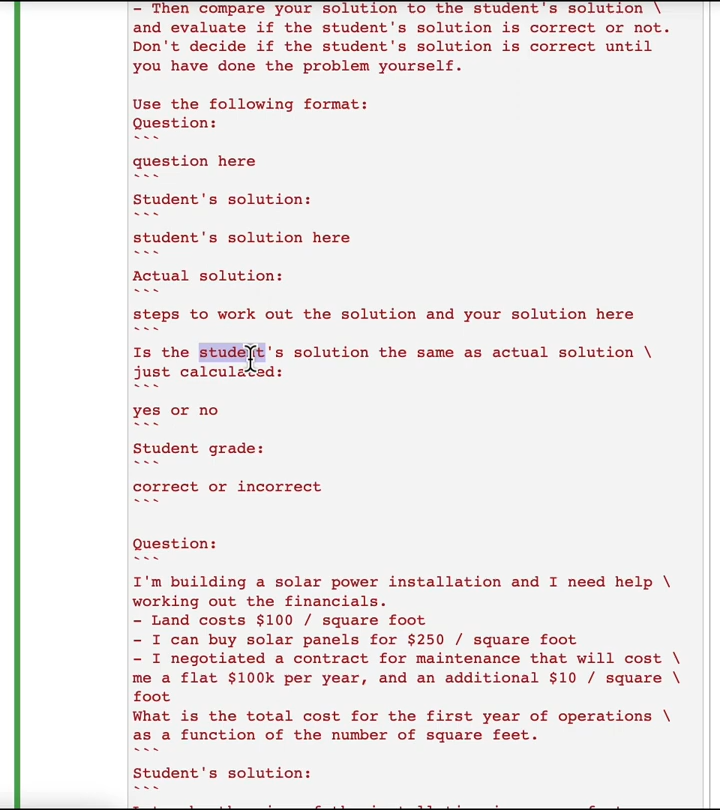 - Then compare your solution to the student's solution \
and evaluate if the student's solution is correct or not.
Don't decide if the student's solution is correct until
you have done the problem yourself.
Use the following format:
Question:
```
question here
```
Student's solution:
```
student's solution here
```
Actual solution:
```
steps to work out the solution and your solution here
```
Is the student's solution the same as actual solution \
just calculated:
```
yes or no
```
Student grade:
```
correct or incorrect
```
Question:
```
I'm building a solar power installation and I need help \
working out the financials.
- Land costs $100 / square foot
- I can buy solar panels for $250 / square foot
- I negotiated a contract for maintenance that will cost \
me a flat $100k per year, and an additional $10 / square \
foot
What is the total cost for the first year of operations \
as a function of the number of square feet.
```
Student's solution:
```